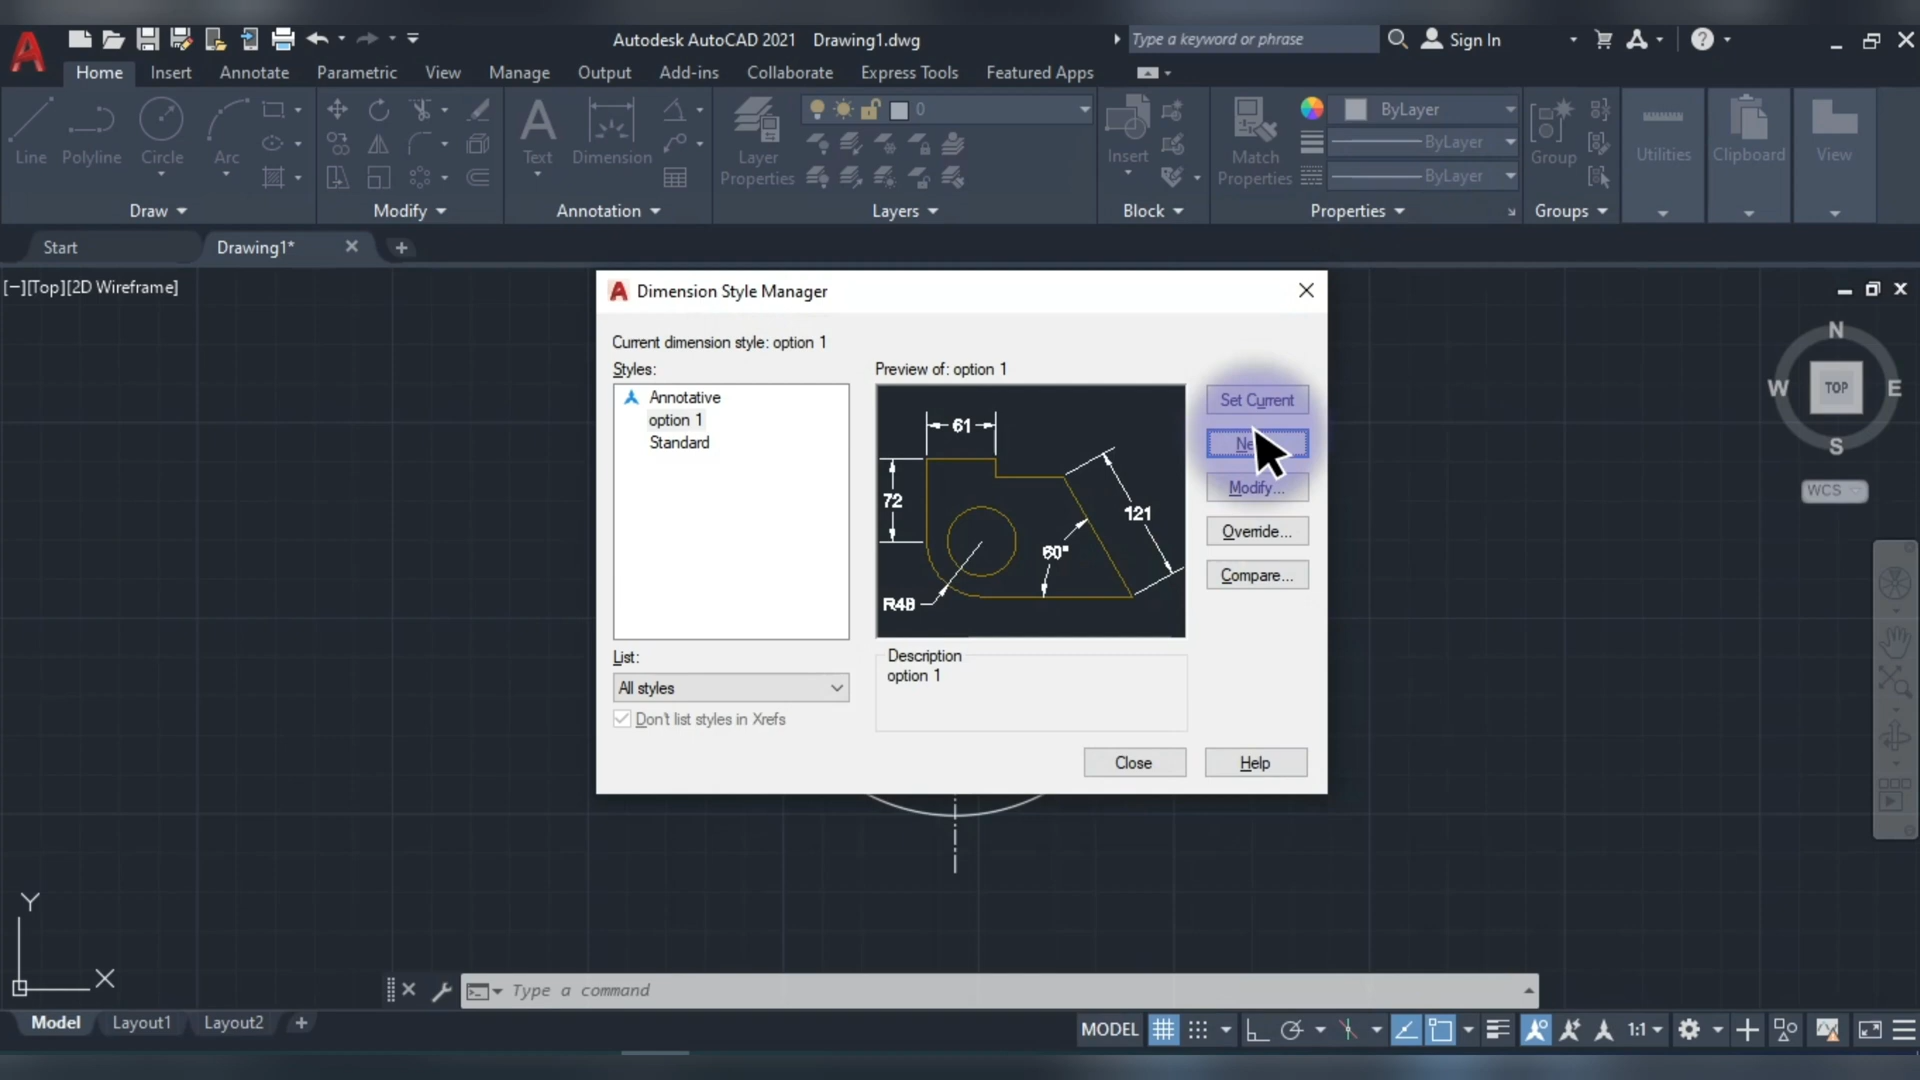 Autodesk AutoCAD 2021 Drawing1.dwg
Type a keyword or phrase
Sign In
Home Insert Annotate Parametric View Manage Output Add-ins Collaborate Express Tools Featured Apps
Line Polyline Circle Arc
Text Dimension
Layer
Properties
0
Insert
Match
Properties
ByLayer
ByLayer
ByLayer
Group
Utilities
Clipboard
View
Draw Modify Annotation Layers Block Properties Groups
Start Drawing1*
[−][Top][2D Wireframe]
N
W TOP E
S
WCS
Dimension Style Manager
Current dimension style: option 1
Styles:
Annotative
option 1
Standard
Preview of: option 1
61
72
121
60°
R48
Set Current
Modify...
Override...
Compare...
List:
All styles
Don't list styles in Xrefs
Description
option 1
Close Help
Y
X
Type a command
Model Layout1 Layout2
MODEL
1:1